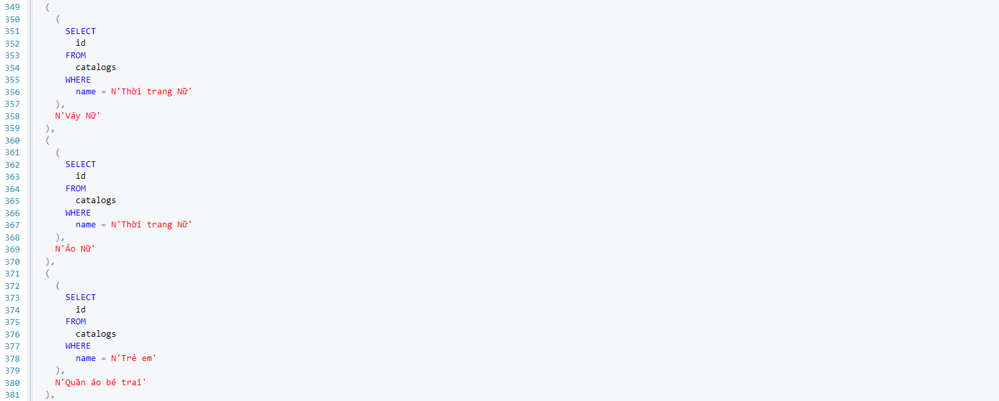 349 (
350 (
351 SELECT
352 id
353 FROM
354 catalogs
355 WHERE
356 name = N'Thời trang Nữ'
357 ),
358 N'Váy Nữ'
359 ),
360 (
361 (
362 SELECT
363 id
364 FROM
365 catalogs
366 WHERE
367 name = N'Thời trang Nữ'
368 ),
369 N'Áo Nữ'
370 ),
371 (
372 (
373 SELECT
374 id
375 FROM
376 catalogs
377 WHERE
378 name = N'Trẻ em'
379 ),
380 N'Quần áo bé trai'
381 ),